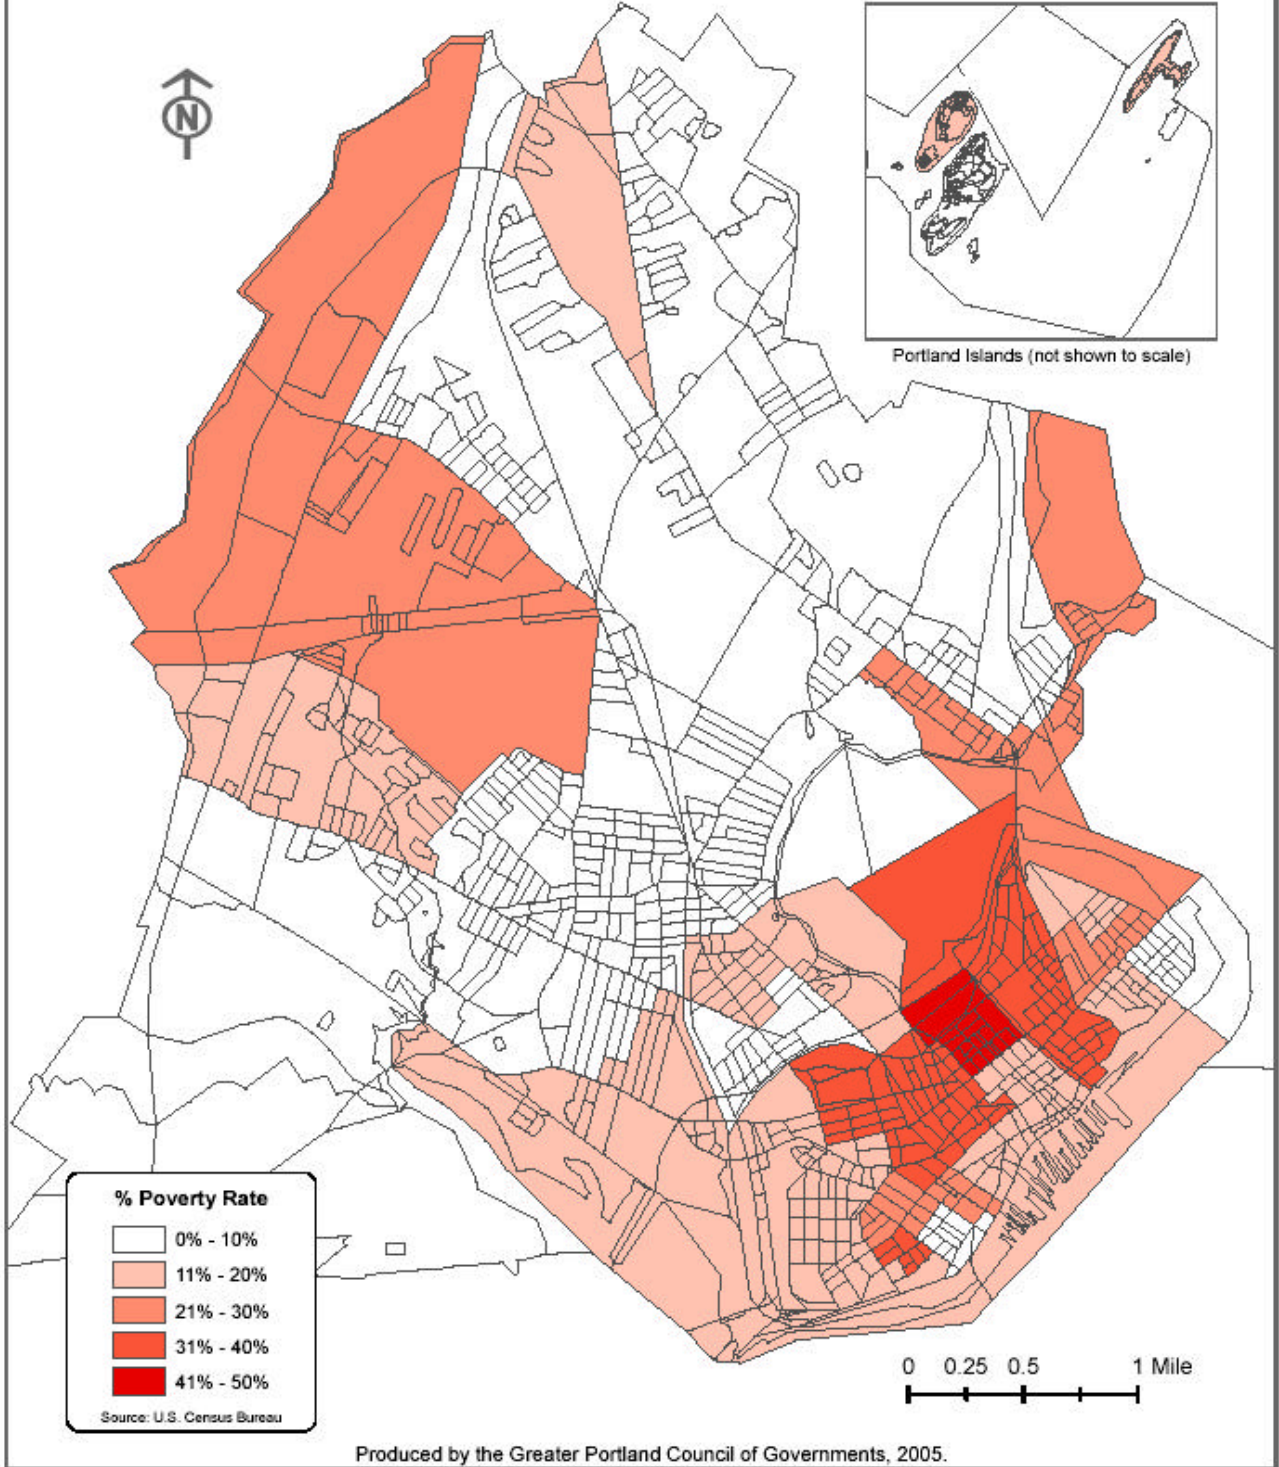 N
Portland Islands (not shown to scale)
% Poverty Rate
0% - 10%
11% - 20%
21% - 30%
31% - 40%
41% - 50%
Source: U.S. Census Bureau
0 0.25 0.5 1 Mile
Produced by the Greater Portland Council of Governments, 2005.